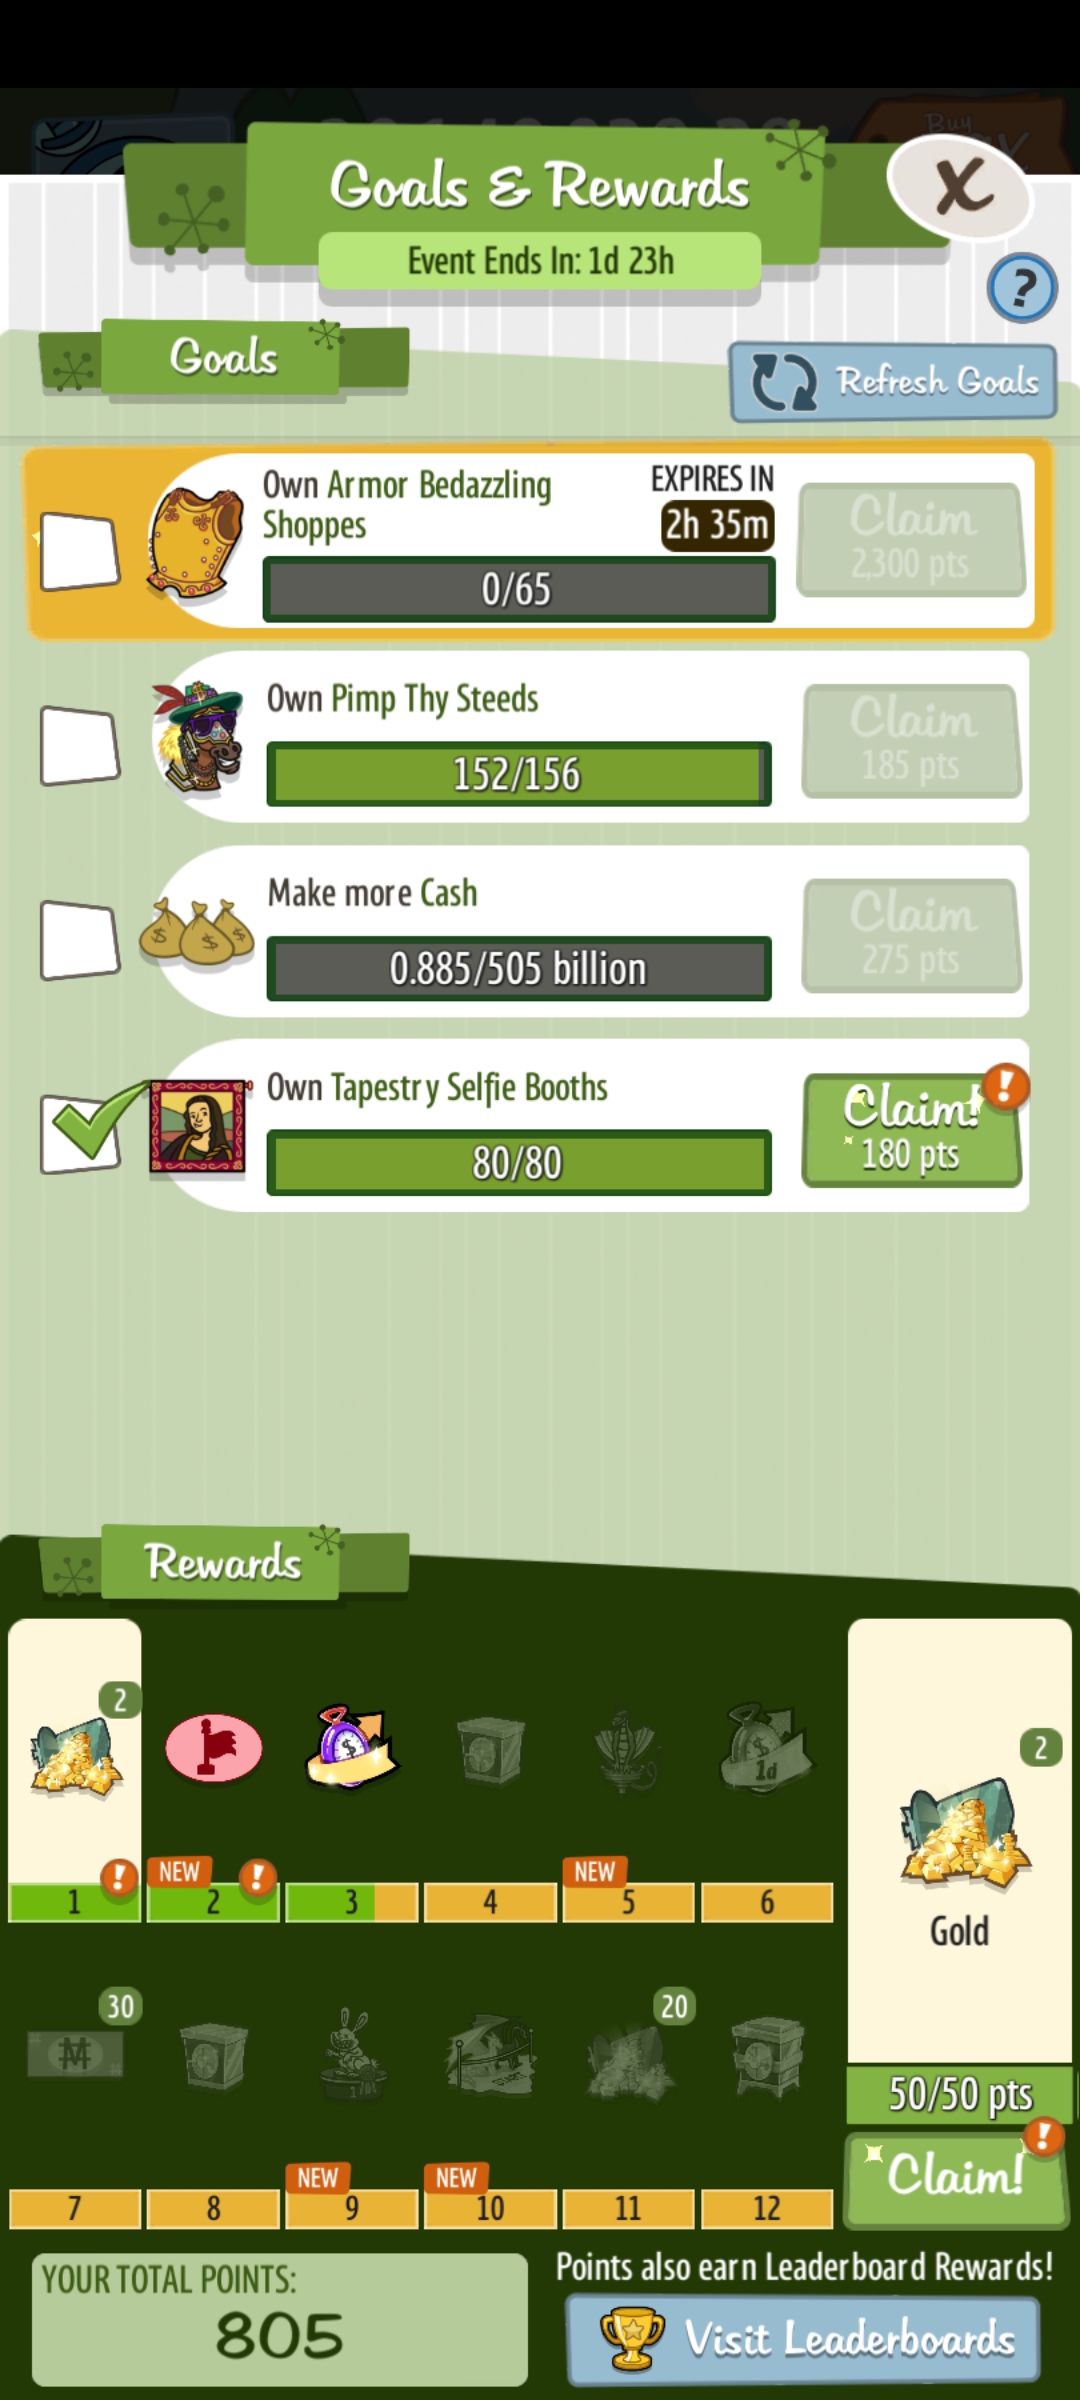 Buy
Goals & Rewards
X
Event Ends In: 1d 23h
?
Goals
Refresh Goals
Own Armor Bedazzling
Shoppes
EXPIRES IN
2h 35m
0/65
Claim
2,300 pts
Own Pimp Thy Steeds
152/156
Claim
185 pts
Make more Cash
0.885/505 billion
Claim
275 pts
Own Tapestry Selfie Booths
80/80
Claim!
180 pts
!
Rewards
2
1d
2
Gold
! NEW ! NEW
1 2 3 4 5 6
30 20
50/50 pts
!
Claim!
NEW NEW
7 8 9 10 11 12
YOUR TOTAL POINTS:
805
Points also earn Leaderboard Rewards!
Visit Leaderboards